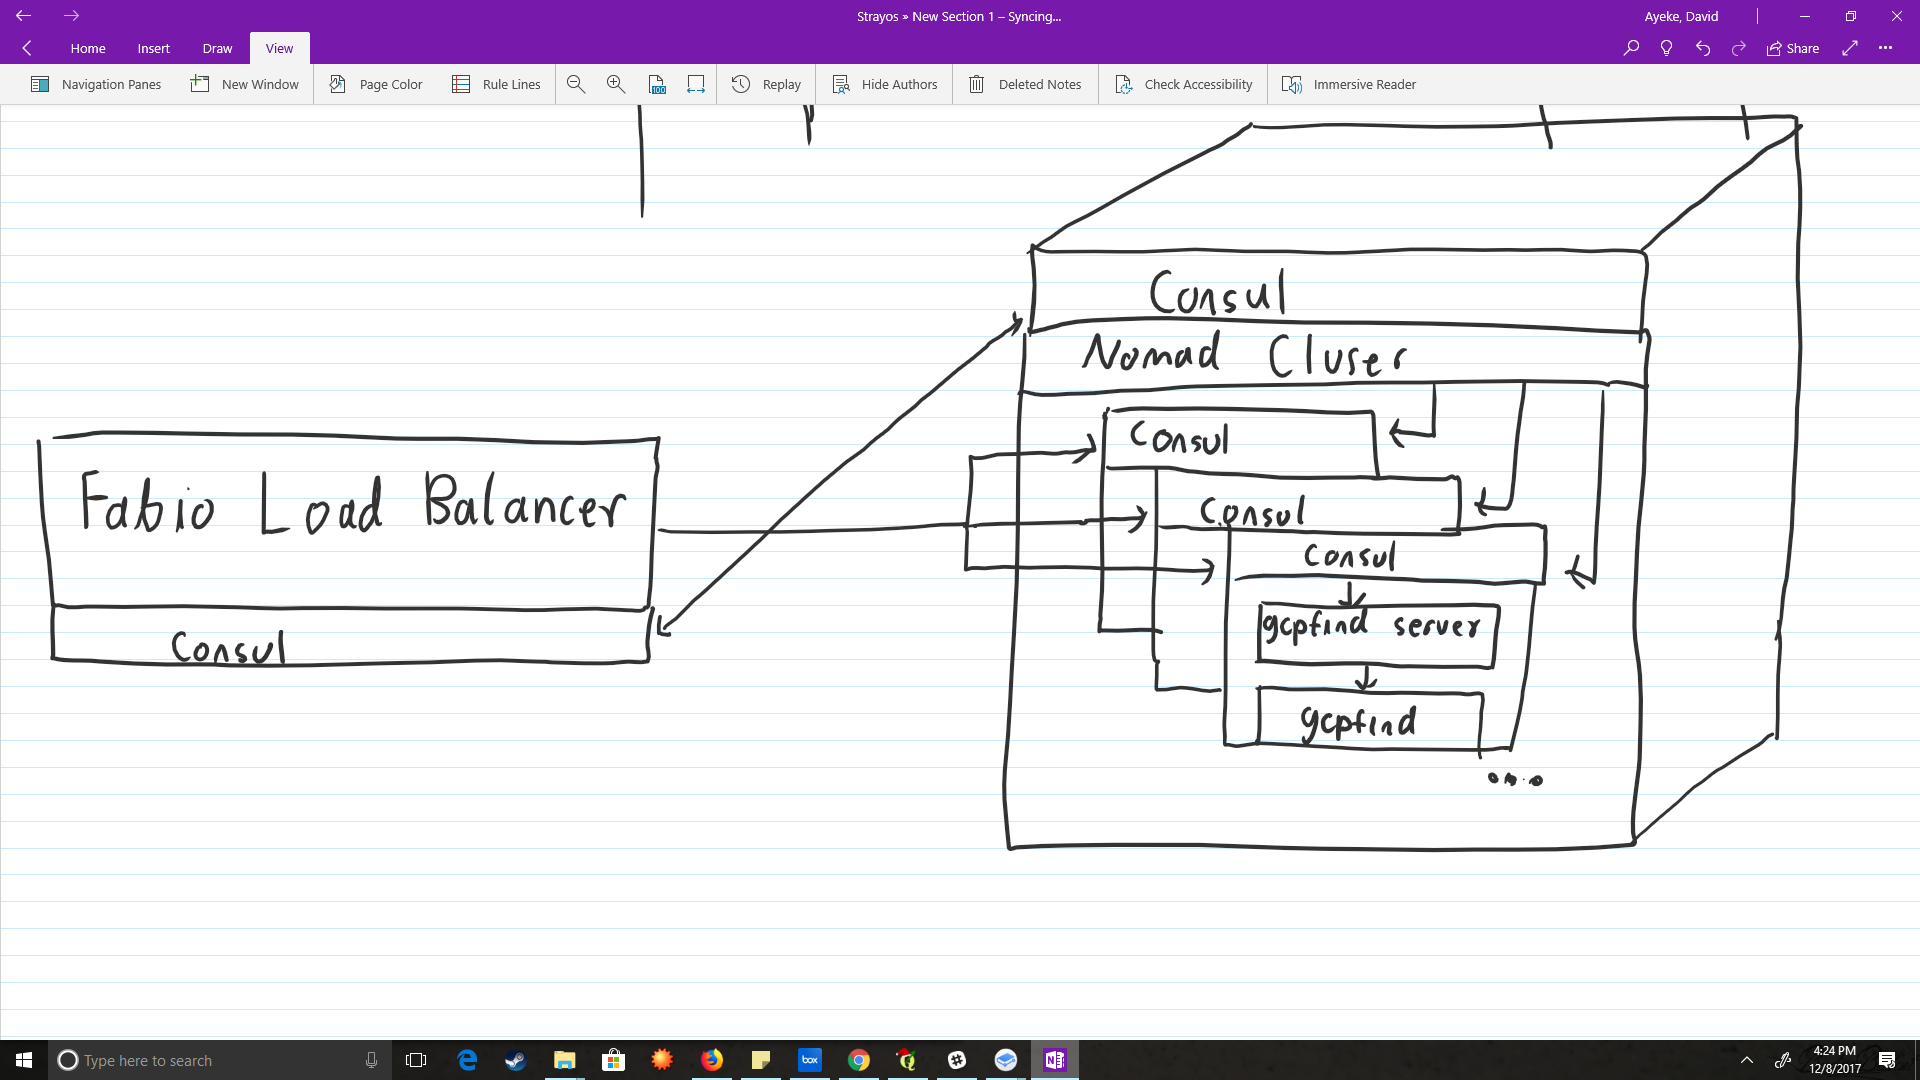 Strayos » New Section 1 – Syncing...
Ayeke, David
Home Insert Draw View
Share
Navigation Panes New Window Page Color Rule Lines 100 Replay Hide Authors Deleted Notes Check Accessibility Immersive Reader
Consul
Nomad Cluser
Consul
Fabio Load Balancer
Consul
Consul
gcpfind server
Consul
gcpfind
Type here to search
box
N
4:24 PM
12/8/2017